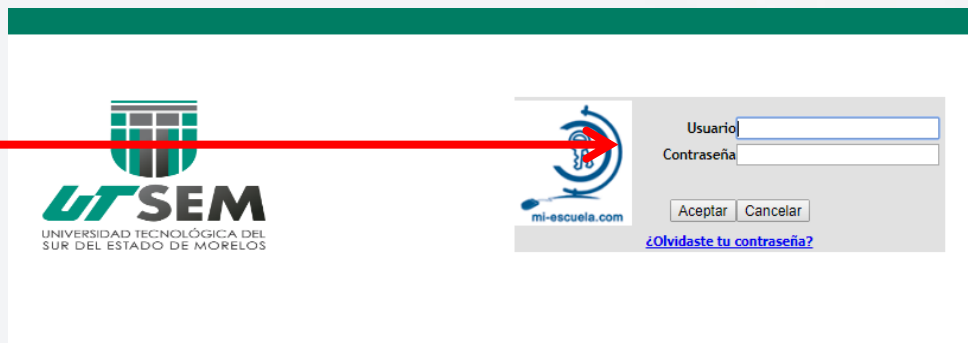 UTSEM
UNIVERSIDAD TECNOLÓGICA DEL
SUR DEL ESTADO DE MORELOS
mi-escuela.com
Usuario
Contraseña
Aceptar Cancelar
¿Olvidaste tu contraseña?